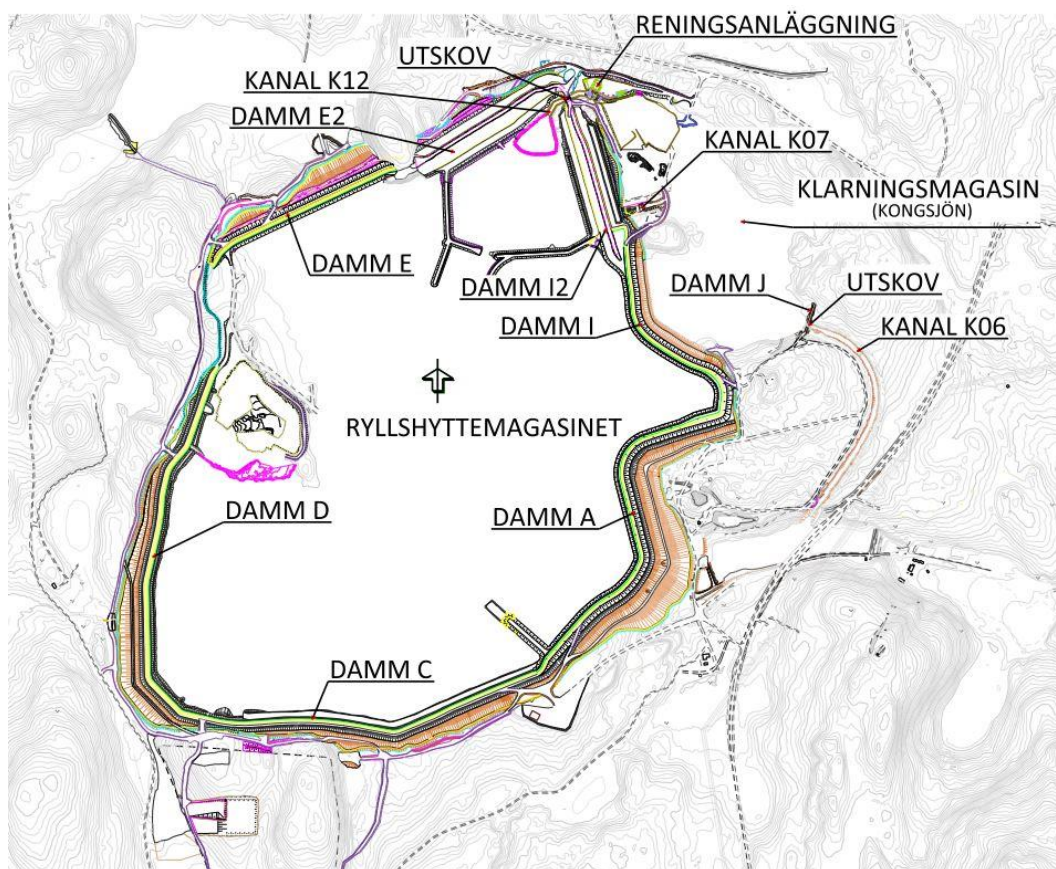 RENINGSANLÄGGNING
UTSKOV
KANAL K12
DAMM E2
KANAL K07
KLARNINGSMAGASIN
(KONGSJÖN)
DAMM E
DAMM I2
DAMM J
UTSKOV
DAMM I
KANAL K06
RYLLSHYTTEMAGASINET
DAMM D
DAMM A
DAMM C